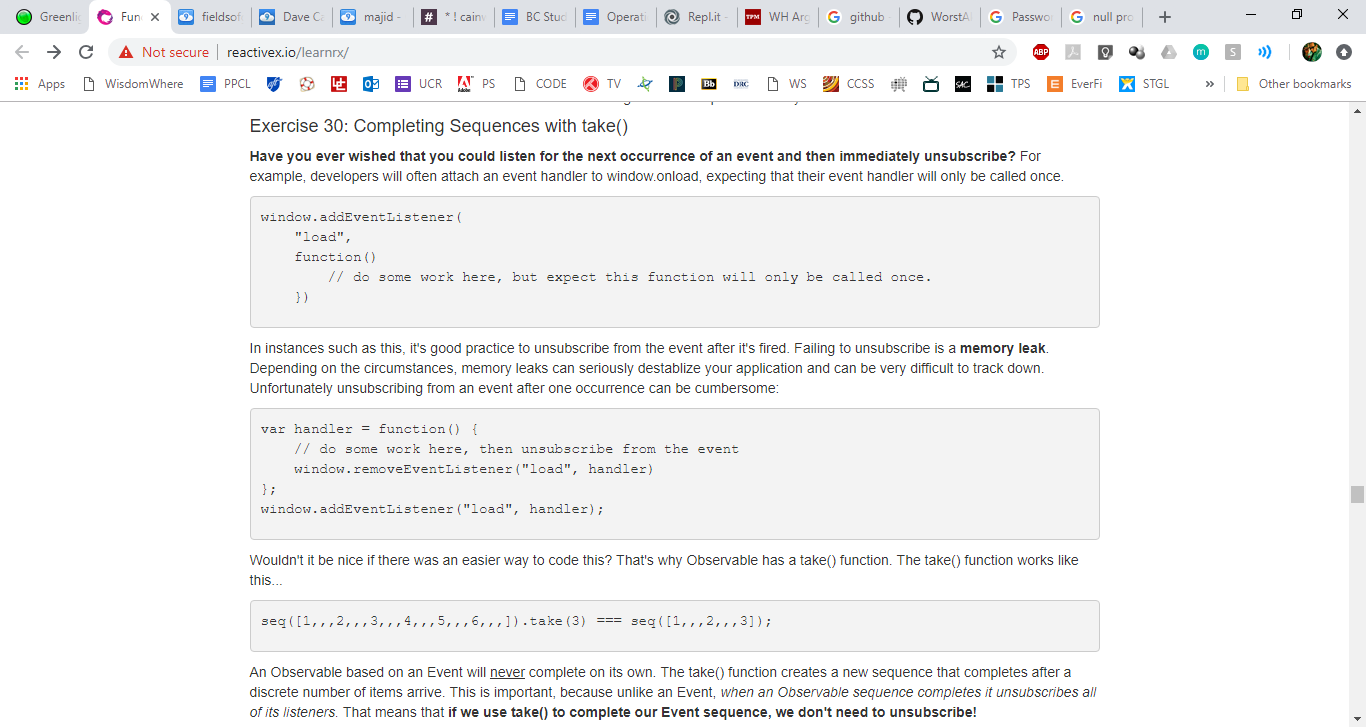 Greenli
Fun
fieldsof
Dave Ca
majid -
* ! cainv
BC Stud
Operati
Repl.it -
WH Arg
github
WorstA
Passwor
null pro
Not secure
reactivex.io/learnrx/
Apps
WisdomWhere
PPCL
UCR
PS
CODE
TV
Bb
DRC
WS
CCSS
SAC
TPS
EverFi
STGL
»
Other bookmarks
Exercise 30: Completing Sequences with take()
Have you ever wished that you could listen for the next occurrence of an event and then immediately unsubscribe? For
example, developers will often attach an event handler to window.onload, expecting that their event handler will only be called once.
window.addEventListener(
"load",
function()
// do some work here, but expect this function will only be called once.
})
In instances such as this, it's good practice to unsubscribe from the event after it's fired. Failing to unsubscribe is a memory leak.
Depending on the circumstances, memory leaks can seriously destablize your application and can be very difficult to track down.
Unfortunately unsubscribing from an event after one occurrence can be cumbersome:
var handler = function() {
// do some work here, then unsubscribe from the event
window.removeEventListener("load", handler)
};
window.addEventListener("load", handler);
Wouldn't it be nice if there was an easier way to code this? That's why Observable has a take() function. The take() function works like
this...
seq([1,,,2,,,3,,,4,,,5,,,6,,,]).take(3) === seq([1,,,2,,,3]);
An Observable based on an Event will never complete on its own. The take() function creates a new sequence that completes after a
discrete number of items arrive. This is important, because unlike an Event, when an Observable sequence completes it unsubscribes all
of its listeners. That means that if we use take() to complete our Event sequence, we don't need to unsubscribe!